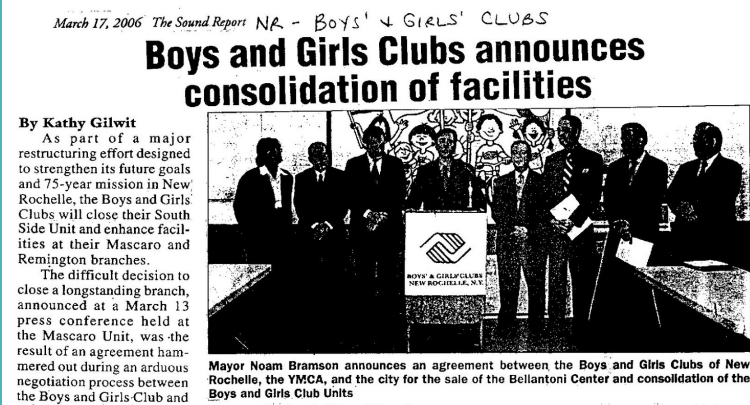 March 17, 2006 The Sound Report NR - BOYS' & GIRLS' CLUBS
Boys and Girls Clubs announces
consolidation of facilities
By Kathy Gilwit
As part of a major
restructuring effort designed
to strengthen its future goals
and 75-year mission in New
Rochelle, the Boys and Girls
Clubs will close their South
Side Unit and enhance facil-
ities at their Mascaro and
Remington branches.
The difficult decision to
close a longstanding branch,
announced at a March 13
press conference held at
the Mascaro Unit, was the
result of an agreement ham-
mered out during an arduous
negotiation process between
the Boys and Girls Club and
BOYS' & GIRLS' CLUBS
NEW ROCHELLE, N.Y.
Mayor Noam Bramson announces an agreement between the Boys and Girls Clubs of New
Rochelle, the YMCA, and the city for the sale of the Bellantoni Center and consolidation of the
Boys and Girls Club Units